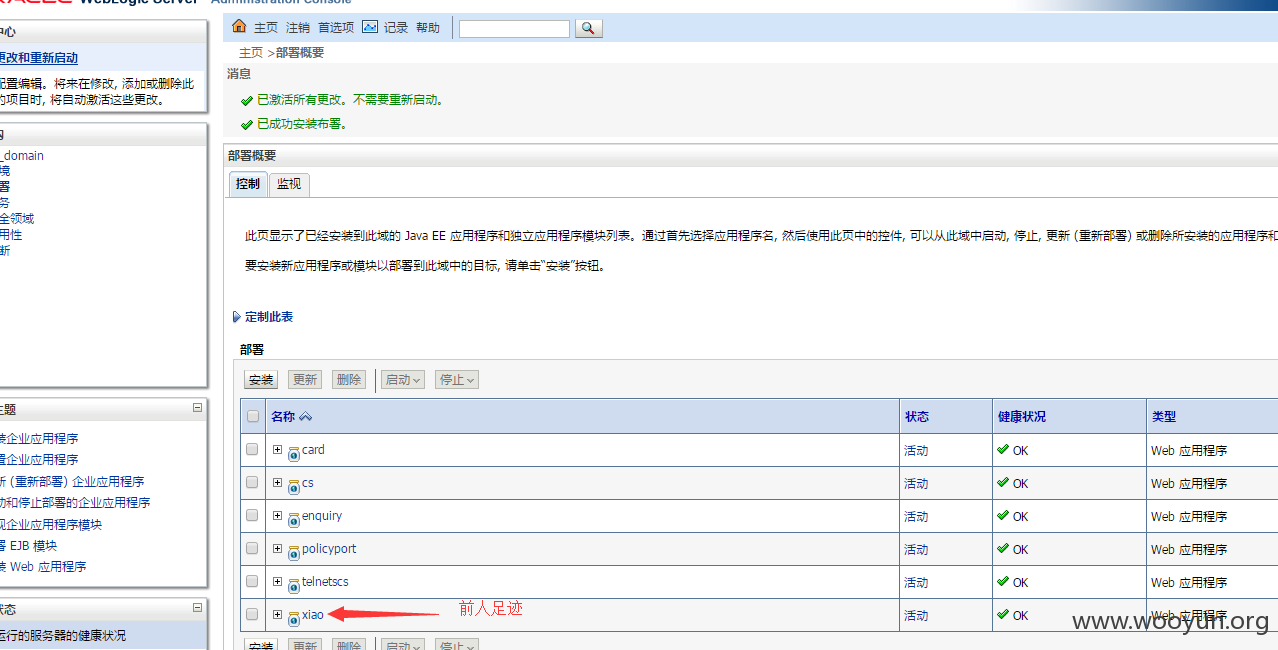 WebLogic Server Administration Console
主页 注销 首选项 记录 帮助
主页 >部署概要
消息
已激活所有更改。不需要重新启动。
已成功安装布署。
更改和重新启动
配置编辑。将来在修改, 添加或删除此
的项目时, 将自动激活这些更改。
_domain
全领域
用性
部署概要
控制 监视
此页显示了已经安装到此域的 Java EE 应用程序和独立应用程序模块列表。通过首先选择应用程序名, 然后使用此页中的控件, 可以从此域中启动, 停止, 更新 (重新部署) 或删除所安装的应用程序和
要安装新应用程序或模块以部署到此域中的目标, 请单击“安装”按钮。
定制此表
部署
安装 更新 删除 启动 停止
名称 状态 健康状况 类型
card 活动 OK Web 应用程序
cs 活动 OK Web 应用程序
enquiry 活动 OK Web 应用程序
policyport 活动 OK Web 应用程序
telnetscs 活动 OK Web 应用程序
xiao 前人足迹 活动 OK Web 应用程序
安装 更新 删除 启动 停止
主题
装企业应用程序
置企业应用程序
新 (重新部署) 企业应用程序
动和停止部署的企业应用程序
视企业应用程序模块
署 EJB 模块
装 Web 应用程序
状态
运行的服务器的健康状况
www.wooyun.org